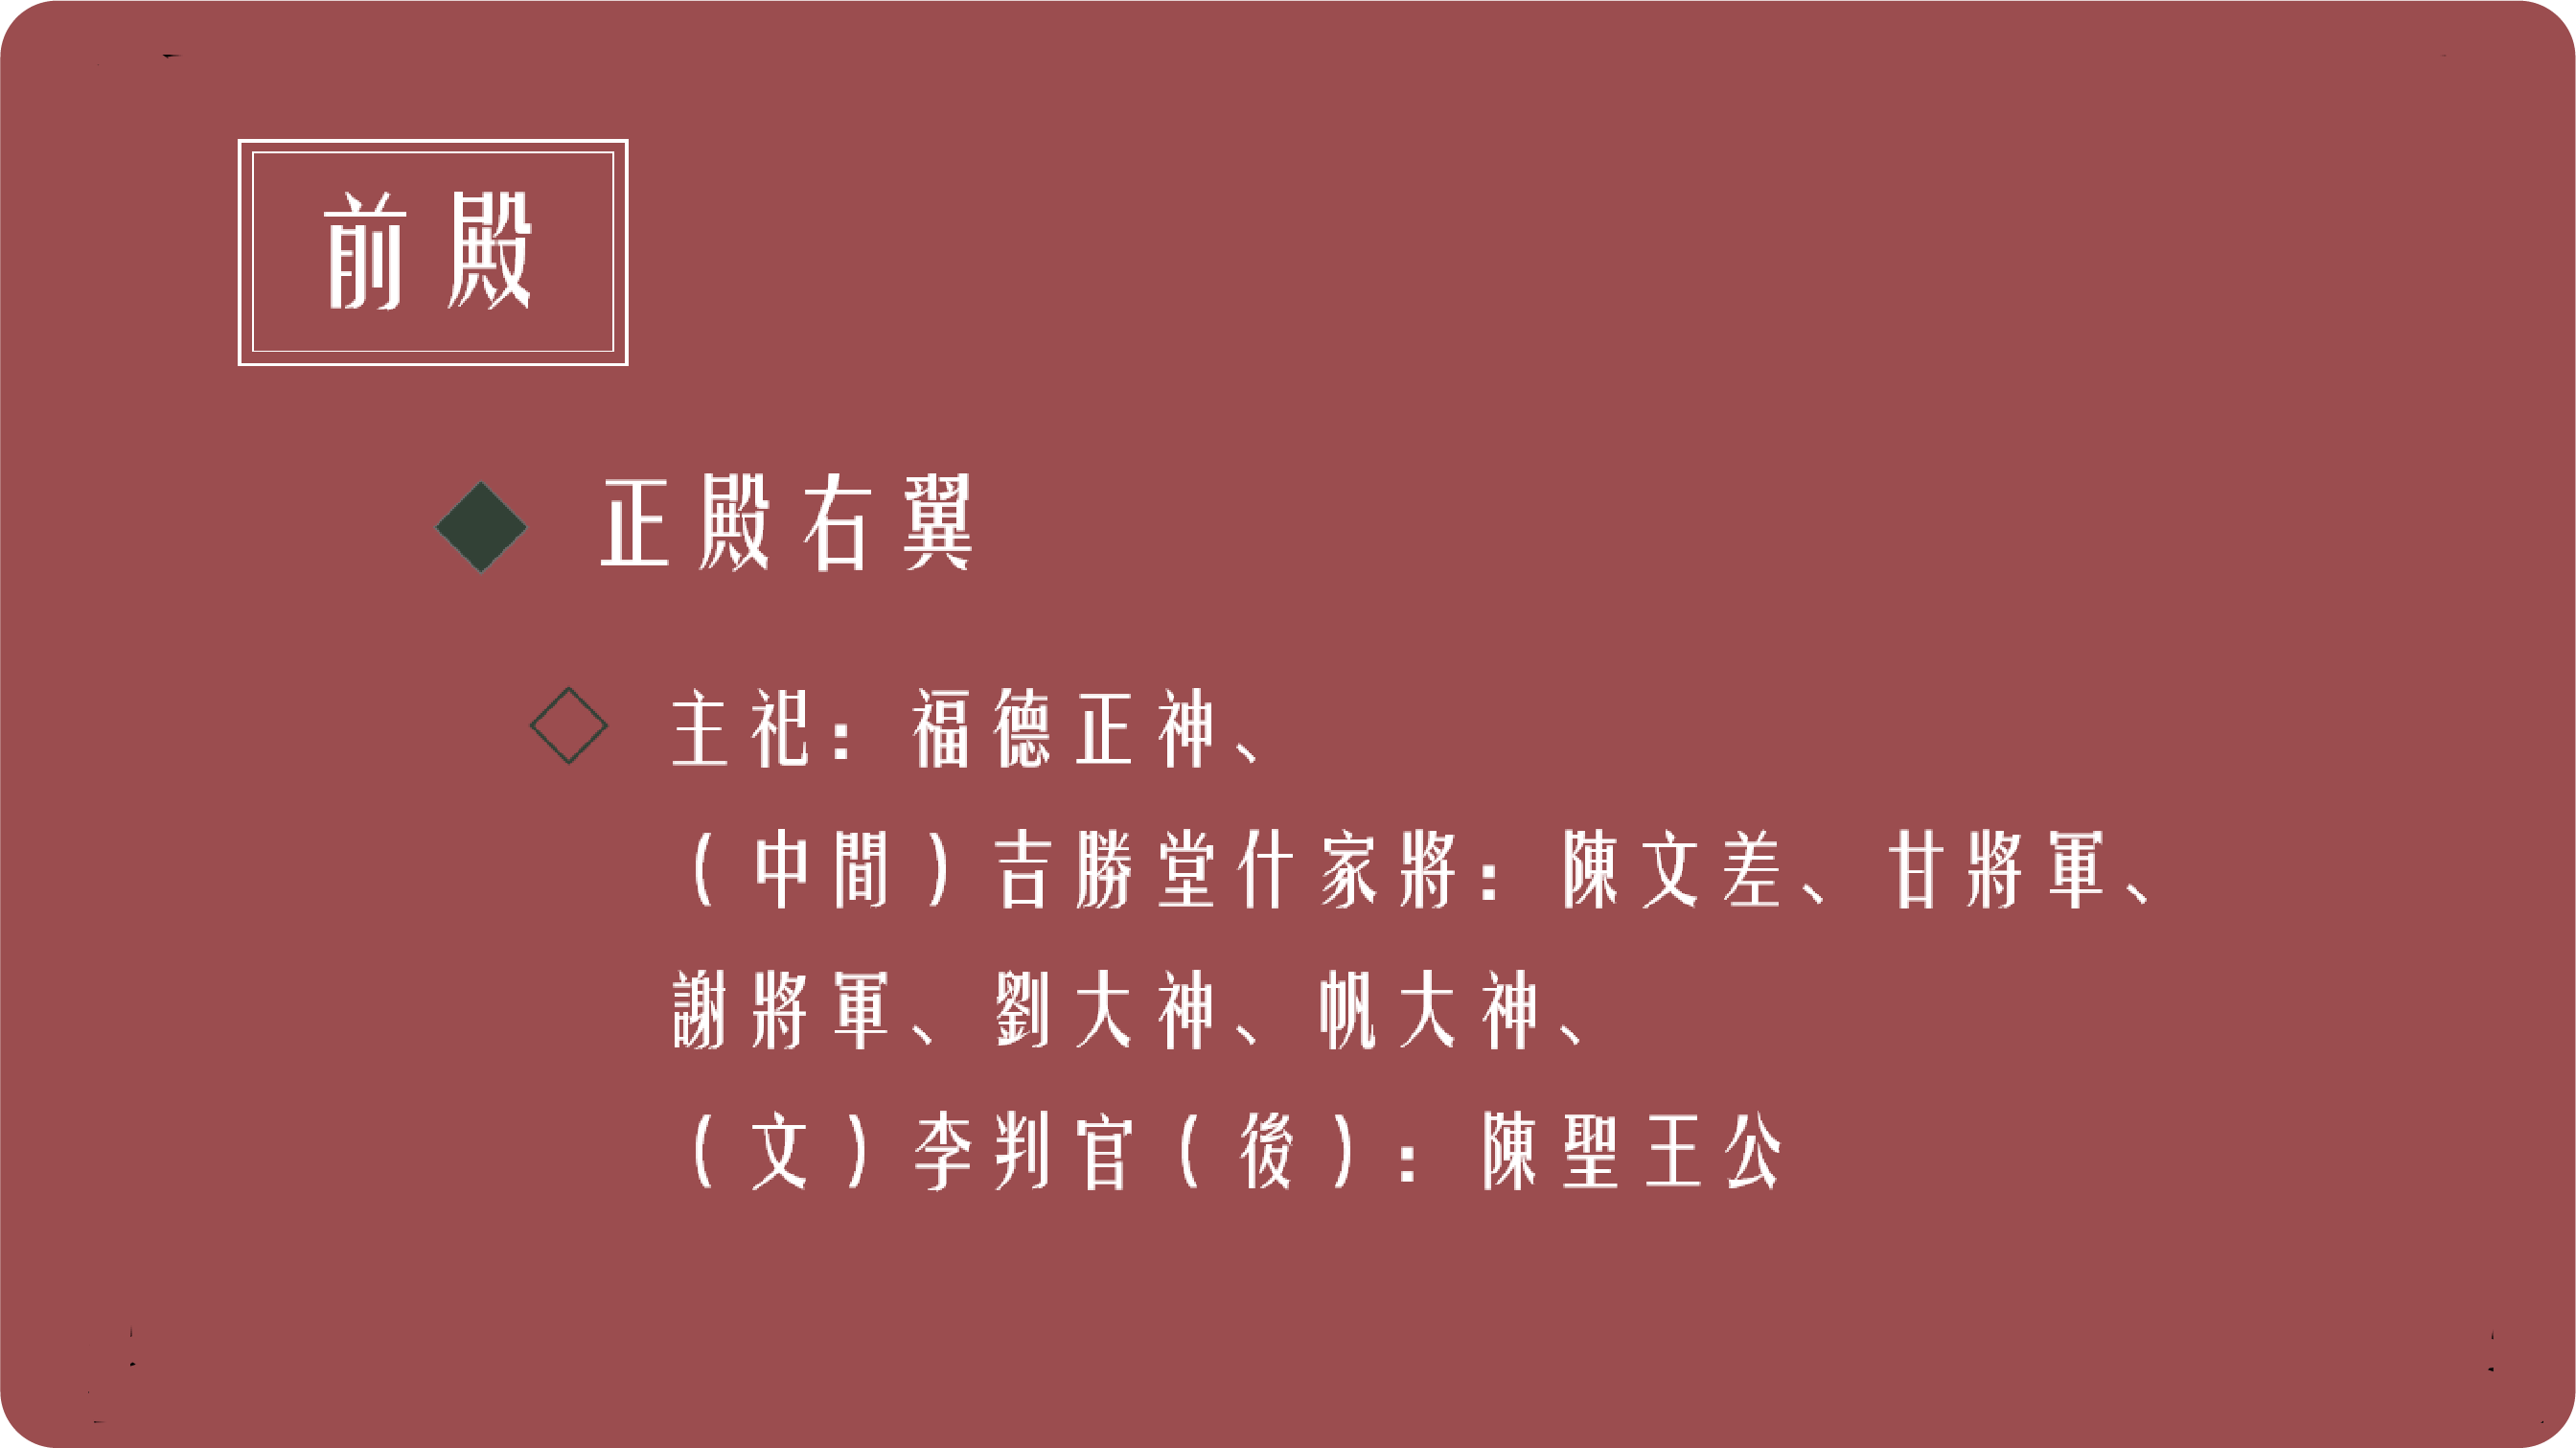 前殿
正殿右翼
主祀：福德正神、
（中間）吉勝堂什家將：陳文差、甘將軍、
謝將軍、劉大神、帆大神、
（文）李判官（後）：陳聖王公